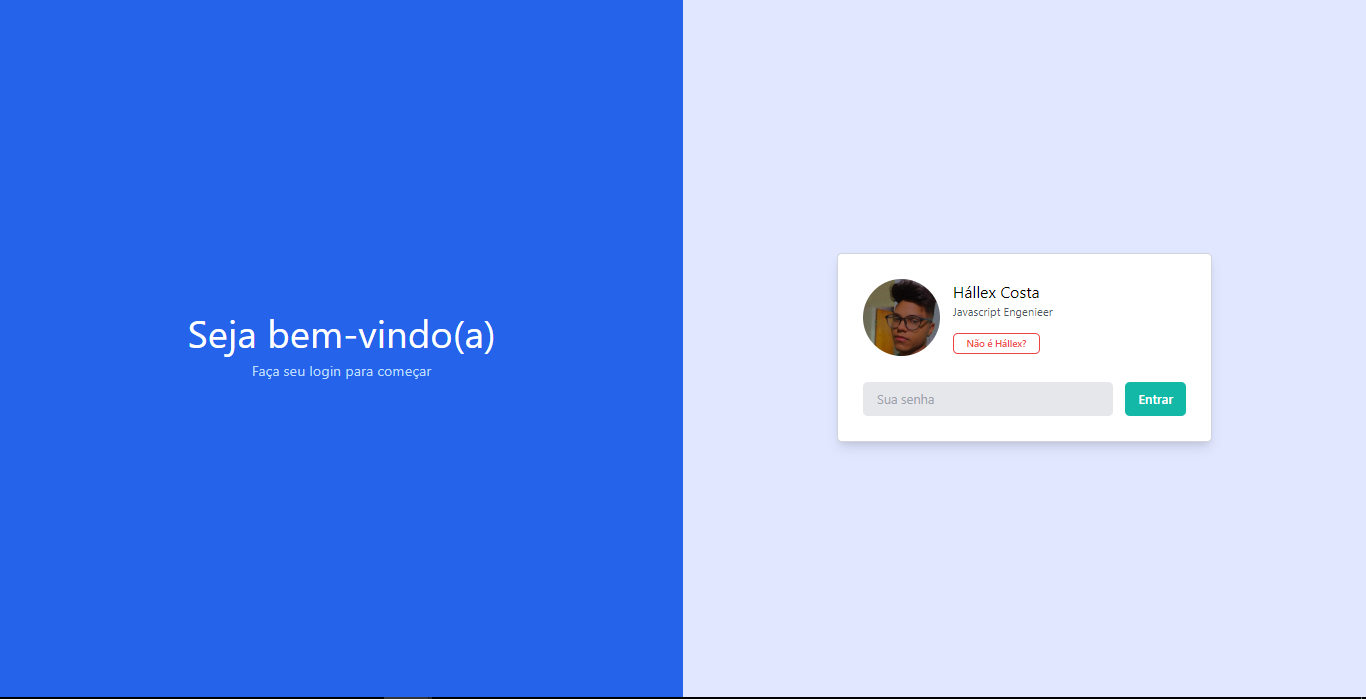 Seja bem-vindo(a)
Faça seu login para começar
Hállex Costa
Javascript Engenieer
Não é Hállex?
Sua senha
Entrar